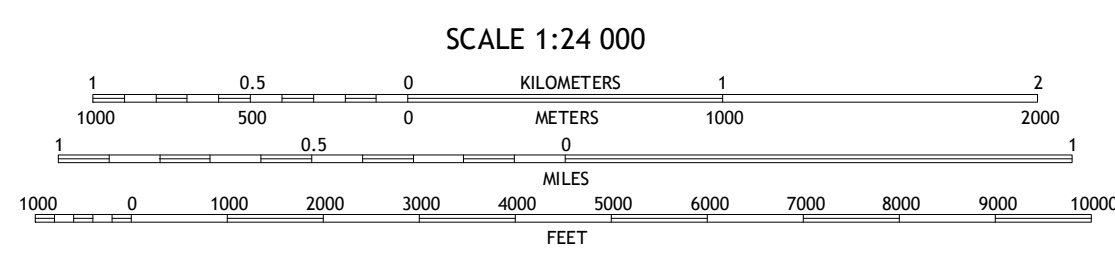 SCALE 1:24 000
1 0.5 0 KILOMETERS 1 2
1000 500 0 METERS 1000 2000
1 0.5 0 1
MILES
1000 0 1000 2000 3000 4000 5000 6000 7000 8000 9000 10000
FEET